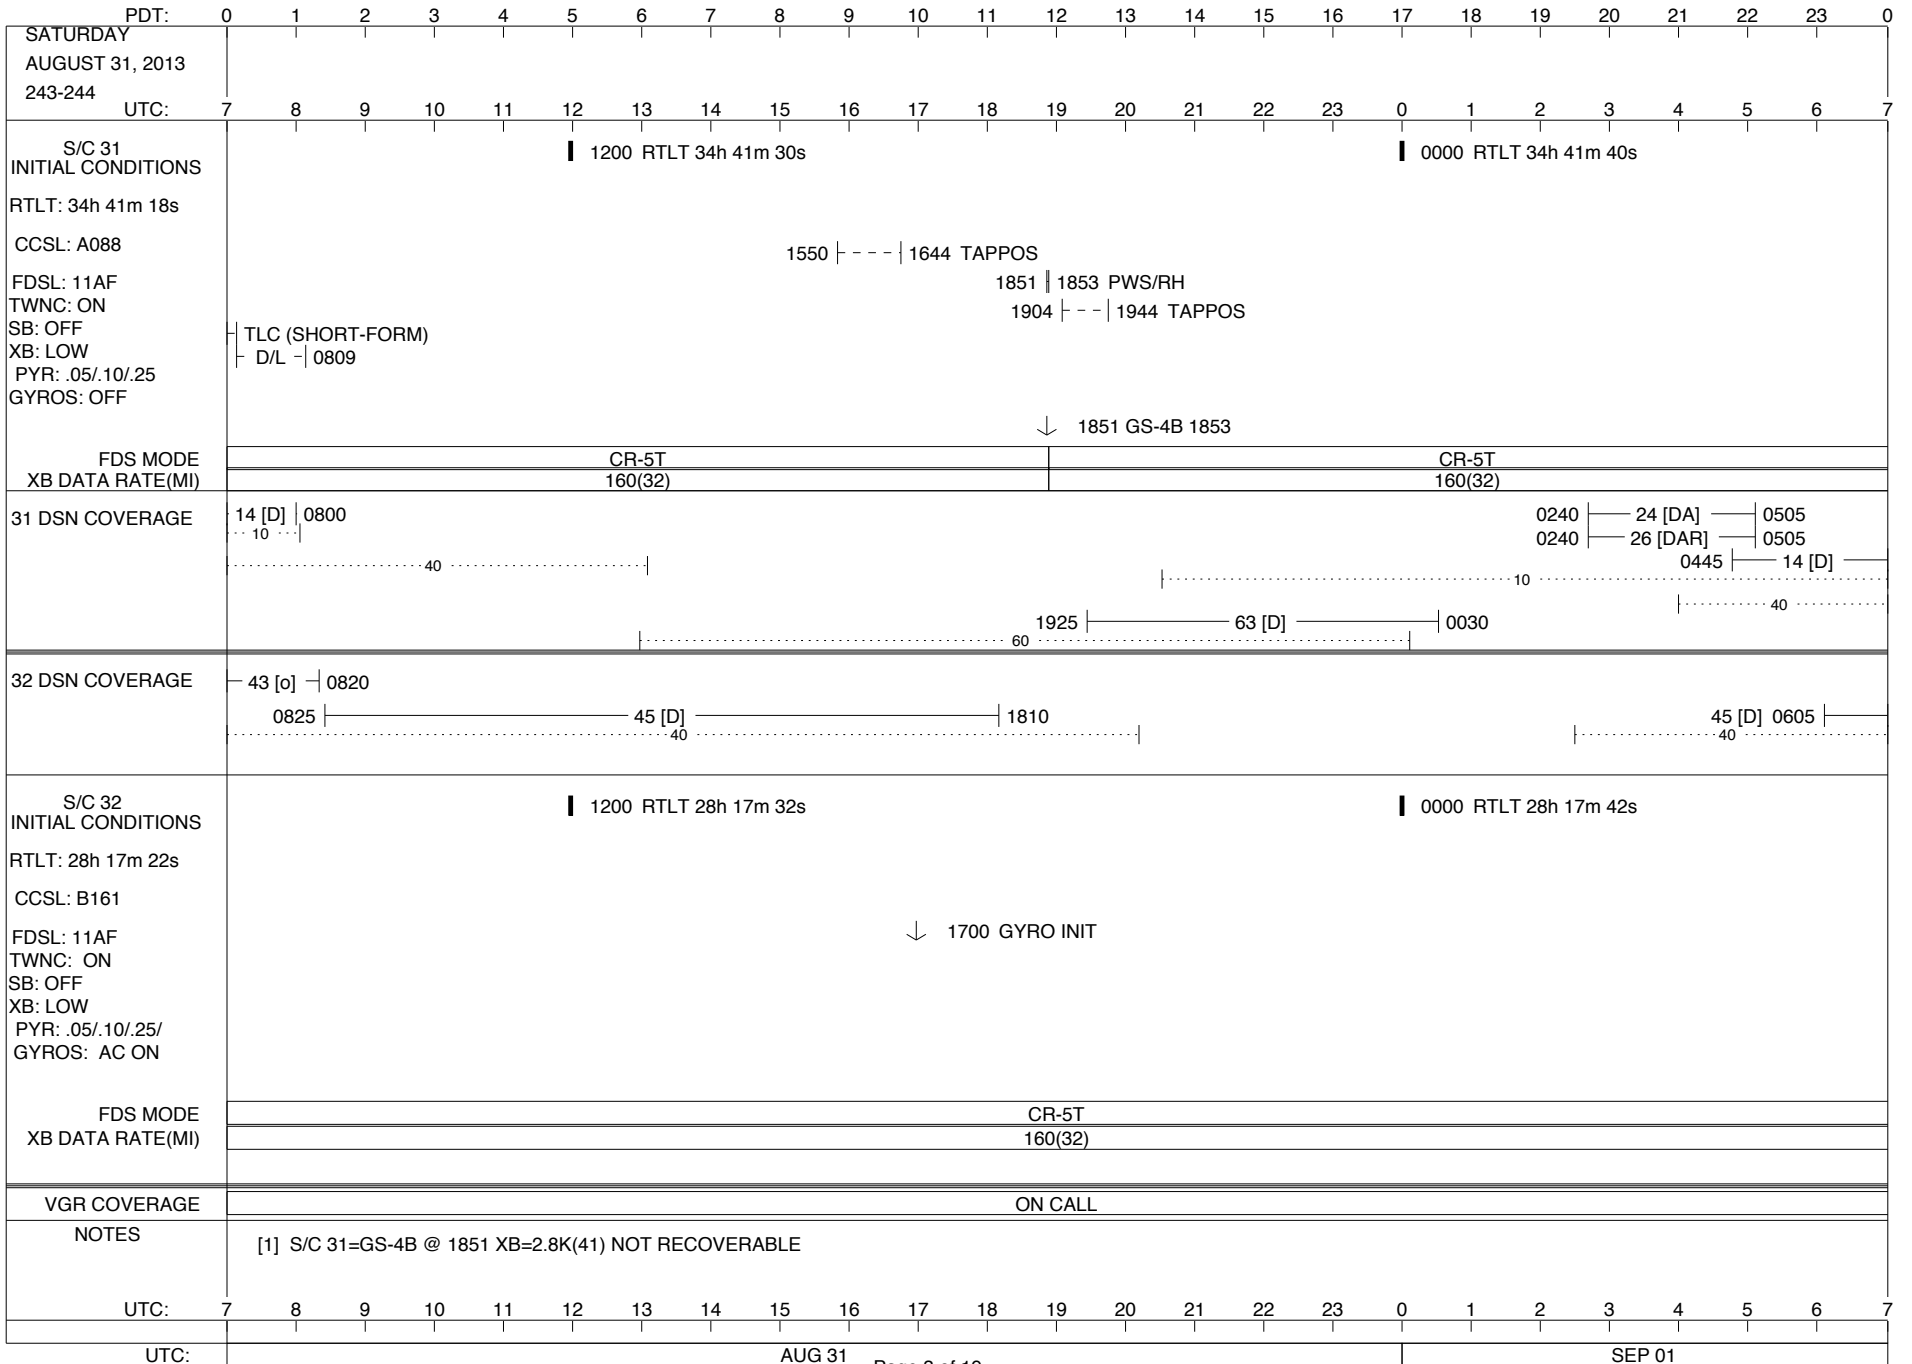 PDT: 0 1 2 3 4 5 6 7 8 9 10 11 12 13 14 15 16 17 18 19 20 21 22 23 0
SATURDAY
AUGUST 31, 2013
243-244
UTC: 7 8 9 10 11 12 13 14 15 16 17 18 19 20 21 22 23 0 1 2 3 4 5 6 7
S/C 31
INITIAL CONDITIONS
1200 RTLT 34h 41m 30s
0000 RTLT 34h 41m 40s
RTLT: 34h 41m 18s
CCSL: A088
1550 1644 TAPPOS
FDSL: 11AF
1851 1853 PWS/RH
TWNC: ON
1904 1944 TAPPOS
SB: OFF
TLC (SHORT-FORM)
XB: LOW
D/L 0809
PYR: .05/.10/.25
GYROS: OFF
1851 GS-4B 1853
FDS MODE CR-5T CR-5T
XB DATA RATE(MI) 160(32) 160(32)
31 DSN COVERAGE
14 [D] 0800
0240 24 [DA] 0505
10
0240 26 [DAR] 0505
40
0445 14 [D]
10
40
1925 63 [D] 0030
60
32 DSN COVERAGE
43 [o] 0820
0825 45 [D] 1810
45 [D] 0605
40
40
S/C 32
INITIAL CONDITIONS
1200 RTLT 28h 17m 32s
0000 RTLT 28h 17m 42s
RTLT: 28h 17m 22s
CCSL: B161
1700 GYRO INIT
FDSL: 11AF
TWNC: ON
SB: OFF
XB: LOW
PYR: .05/.10/.25/
GYROS: AC ON
FDS MODE CR-5T
XB DATA RATE(MI) 160(32)
VGR COVERAGE ON CALL
NOTES
[1] S/C 31=GS-4B @ 1851 XB=2.8K(41) NOT RECOVERABLE
UTC: 7 8 9 10 11 12 13 14 15 16 17 18 19 20 21 22 23 0 1 2 3 4 5 6 7
UTC: AUG 31 SEP 01